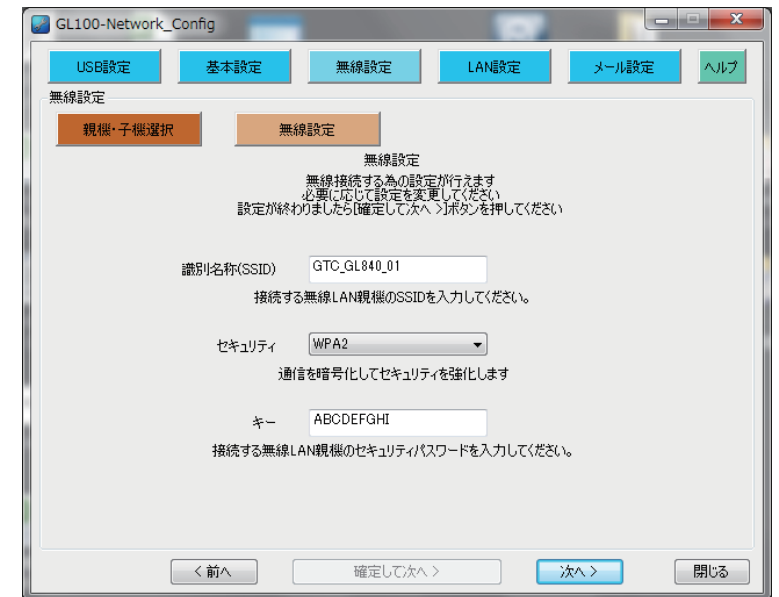 GL100-Network_Config
USB設定 基本設定 無線設定 LAN設定 メール設定 ヘルプ
無線設定
親機・子機選択 無線設定
無線設定
無線接続する為の設定が行えます
必要に応じて設定を変更してください
設定が終わりましたら[確定して次へ >]ボタンを押してください
識別名称(SSID) GTC_GL840_01
接続する無線LAN親機のSSIDを入力してください。
セキュリティ WPA2
通信を暗号化してセキュリティを強化します
キー ABCDEFGHI
接続する無線LAN親機のセキュリティパスワードを入力してください。
< 前へ 確定して次へ > 次へ > 閉じる